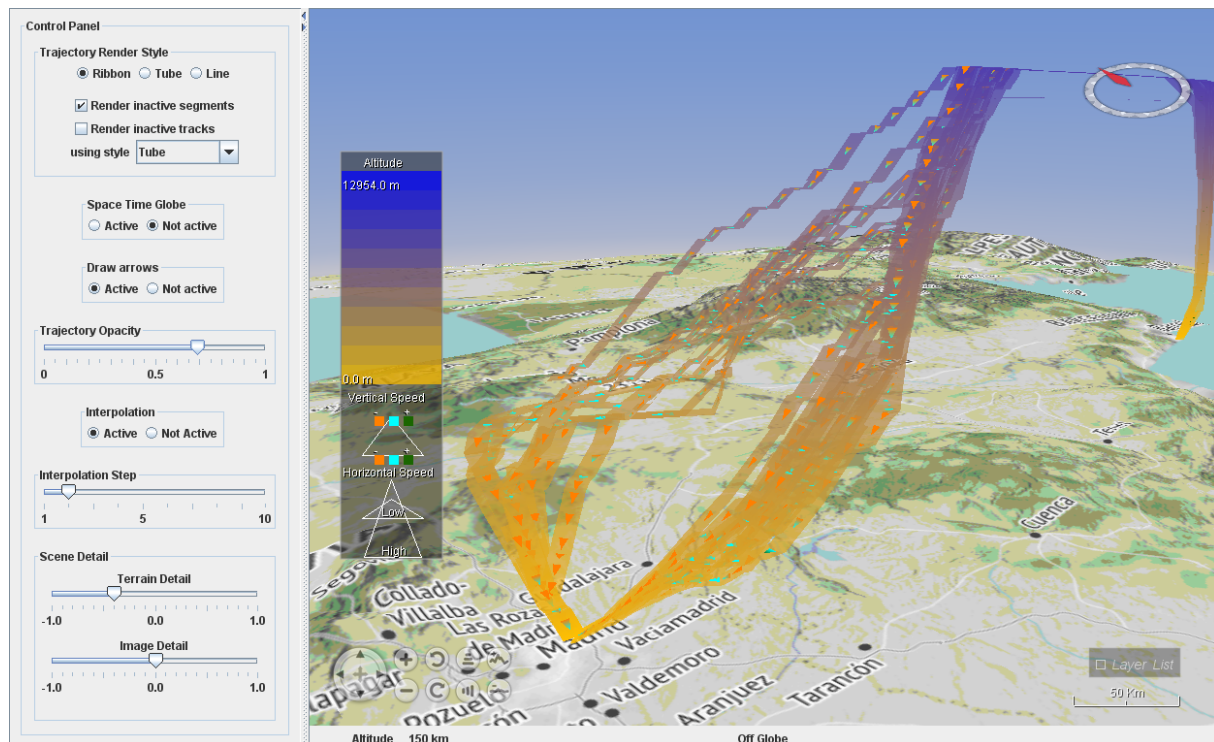 Control Panel
Trajectory Render Style
Ribbon Tube Line
Render inactive segments
Render inactive tracks
using style Tube
Space Time Globe
Active Not active
Draw arrows
Active Not active
Trajectory Opacity
0 0.5 1
Interpolation
Active Not Active
Interpolation Step
1 5 10
Scene Detail
Terrain Detail
-1.0 0.0 1.0
Image Detail
-1.0 0.0 1.0
Altitude
12954.0 m
0.0 m
Vertical Speed
- +
- +
Horizontal Speed
Low
High
Pamplona
Cuenca
Guadalajara
Collado-
Villalba
Las Roza
de Madr
Madrid
Vaciamadrid
Valdemoro
Pozuelo
Aranjuez
Tarancón
Layer List
50 Km
Altitude 150 km
Off Globe